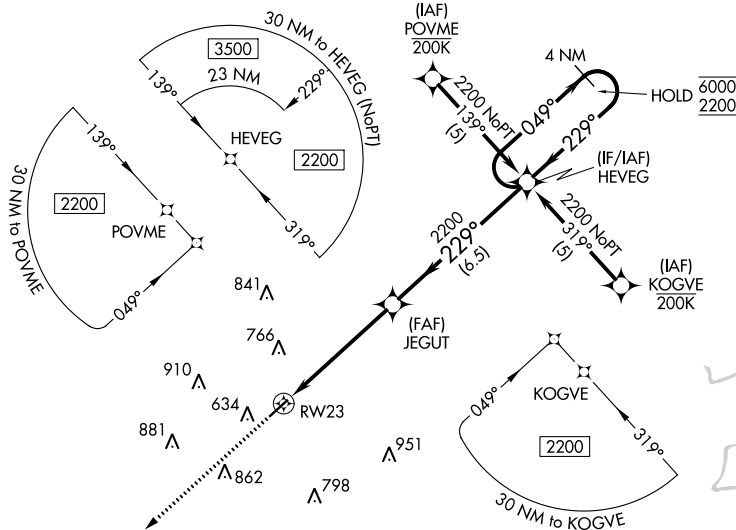 30 NM to HEVEG (NoPT)
3500
23 NM
139°
229°
HEVEG
2200
319°
30 NM to POVME
139°
2200
POVME
049°
(IAF)
POVME
200K
2200 NoPT
139°
(5)
4 NM
049°
229°
HOLD
6000
2200
(IF/IAF)
HEVEG
2200 NoPT
319°
(5)
(IAF)
KOGVE
200K
2200
229°
(6.5)
(FAF)
JEGUT
841
766
910
634
RW23
881
862
951
798
KOGVE
049°
319°
2200
30 NM to KOGVE